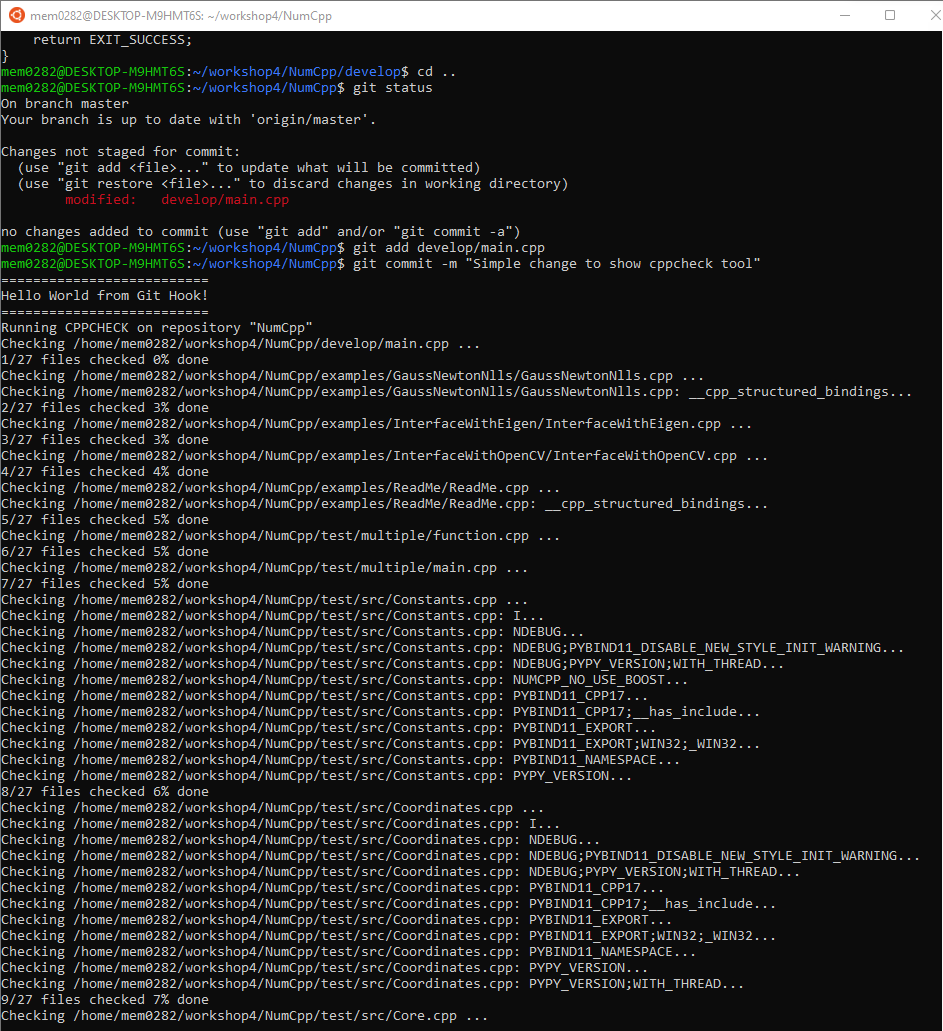 mem0282@DESKTOP-M9HMT6S: ~/workshop4/NumCpp
    return EXIT_SUCCESS;
}
mem0282@DESKTOP-M9HMT6S:~/workshop4/NumCpp/develop$ cd ..
mem0282@DESKTOP-M9HMT6S:~/workshop4/NumCpp$ git status
On branch master
Your branch is up to date with 'origin/master'.

Changes not staged for commit:
  (use "git add <file>..." to update what will be committed)
  (use "git restore <file>..." to discard changes in working directory)
        modified:   develop/main.cpp

no changes added to commit (use "git add" and/or "git commit -a")
mem0282@DESKTOP-M9HMT6S:~/workshop4/NumCpp$ git add develop/main.cpp
mem0282@DESKTOP-M9HMT6S:~/workshop4/NumCpp$ git commit -m "Simple change to show cppcheck tool"
==========================
Hello World from Git Hook!
==========================
Running CPPCHECK on repository "NumCpp"
Checking /home/mem0282/workshop4/NumCpp/develop/main.cpp ...
1/27 files checked 0% done
Checking /home/mem0282/workshop4/NumCpp/examples/GaussNewtonNlls/GaussNewtonNlls.cpp ...
Checking /home/mem0282/workshop4/NumCpp/examples/GaussNewtonNlls/GaussNewtonNlls.cpp: __cpp_structured_bindings...
2/27 files checked 3% done
Checking /home/mem0282/workshop4/NumCpp/examples/InterfaceWithEigen/InterfaceWithEigen.cpp ...
3/27 files checked 3% done
Checking /home/mem0282/workshop4/NumCpp/examples/InterfaceWithOpenCV/InterfaceWithOpenCV.cpp ...
4/27 files checked 4% done
Checking /home/mem0282/workshop4/NumCpp/examples/ReadMe/ReadMe.cpp ...
Checking /home/mem0282/workshop4/NumCpp/examples/ReadMe/ReadMe.cpp: __cpp_structured_bindings...
5/27 files checked 5% done
Checking /home/mem0282/workshop4/NumCpp/test/multiple/function.cpp ...
6/27 files checked 5% done
Checking /home/mem0282/workshop4/NumCpp/test/multiple/main.cpp ...
7/27 files checked 5% done
Checking /home/mem0282/workshop4/NumCpp/test/src/Constants.cpp ...
Checking /home/mem0282/workshop4/NumCpp/test/src/Constants.cpp: I...
Checking /home/mem0282/workshop4/NumCpp/test/src/Constants.cpp: NDEBUG...
Checking /home/mem0282/workshop4/NumCpp/test/src/Constants.cpp: NDEBUG;PYBIND11_DISABLE_NEW_STYLE_INIT_WARNING...
Checking /home/mem0282/workshop4/NumCpp/test/src/Constants.cpp: NDEBUG;PYPY_VERSION;WITH_THREAD...
Checking /home/mem0282/workshop4/NumCpp/test/src/Constants.cpp: NUMCPP_NO_USE_BOOST...
Checking /home/mem0282/workshop4/NumCpp/test/src/Constants.cpp: PYBIND11_CPP17...
Checking /home/mem0282/workshop4/NumCpp/test/src/Constants.cpp: PYBIND11_CPP17;__has_include...
Checking /home/mem0282/workshop4/NumCpp/test/src/Constants.cpp: PYBIND11_EXPORT...
Checking /home/mem0282/workshop4/NumCpp/test/src/Constants.cpp: PYBIND11_EXPORT;WIN32;_WIN32...
Checking /home/mem0282/workshop4/NumCpp/test/src/Constants.cpp: PYBIND11_NAMESPACE...
Checking /home/mem0282/workshop4/NumCpp/test/src/Constants.cpp: PYPY_VERSION...
8/27 files checked 6% done
Checking /home/mem0282/workshop4/NumCpp/test/src/Coordinates.cpp ...
Checking /home/mem0282/workshop4/NumCpp/test/src/Coordinates.cpp: I...
Checking /home/mem0282/workshop4/NumCpp/test/src/Coordinates.cpp: NDEBUG...
Checking /home/mem0282/workshop4/NumCpp/test/src/Coordinates.cpp: NDEBUG;PYBIND11_DISABLE_NEW_STYLE_INIT_WARNING...
Checking /home/mem0282/workshop4/NumCpp/test/src/Coordinates.cpp: NDEBUG;PYPY_VERSION;WITH_THREAD...
Checking /home/mem0282/workshop4/NumCpp/test/src/Coordinates.cpp: PYBIND11_CPP17...
Checking /home/mem0282/workshop4/NumCpp/test/src/Coordinates.cpp: PYBIND11_CPP17;__has_include...
Checking /home/mem0282/workshop4/NumCpp/test/src/Coordinates.cpp: PYBIND11_EXPORT...
Checking /home/mem0282/workshop4/NumCpp/test/src/Coordinates.cpp: PYBIND11_EXPORT;WIN32;_WIN32...
Checking /home/mem0282/workshop4/NumCpp/test/src/Coordinates.cpp: PYBIND11_NAMESPACE...
Checking /home/mem0282/workshop4/NumCpp/test/src/Coordinates.cpp: PYPY_VERSION...
Checking /home/mem0282/workshop4/NumCpp/test/src/Coordinates.cpp: PYPY_VERSION;WITH_THREAD...
9/27 files checked 7% done
Checking /home/mem0282/workshop4/NumCpp/test/src/Core.cpp ...